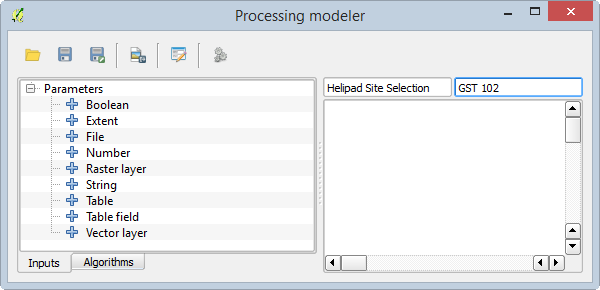 Processing modeler
Parameters
Boolean
Extent
File
Number
Raster layer
String
Table
Table field
Vector layer
Inputs
Algorithms
Helipad Site Selection
GST 102